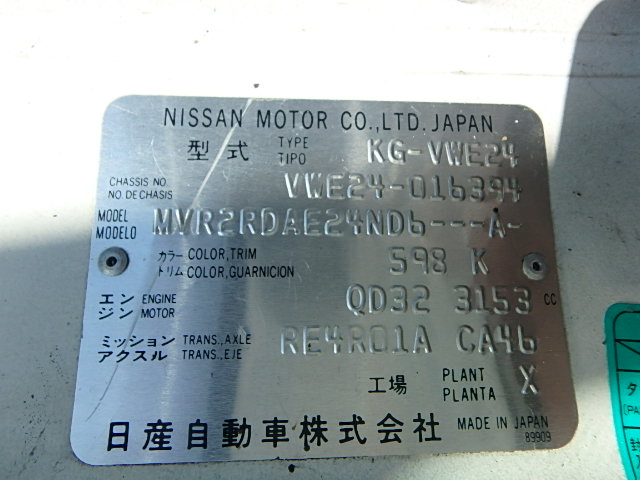 NISSAN MOTOR CO.,LTD. JAPAN
型式 TYPE TIPO KG-VWE24
CHASSIS NO. NO. DE CHASIS VWE24-016394
MODEL MODELO MVR2RDAE24ND6---A-
カラー COLOR,TRIM トリム COLOR,GUARNICION 598 K
エンジン ENGINE MOTOR QD32 3153 CC
ミッション TRANS.,AXLE アクスル TRANS.,EJE RE4R01A CA46
工場 PLANT PLANTA X
日産自動車株式会社 MADE IN JAPAN
89909